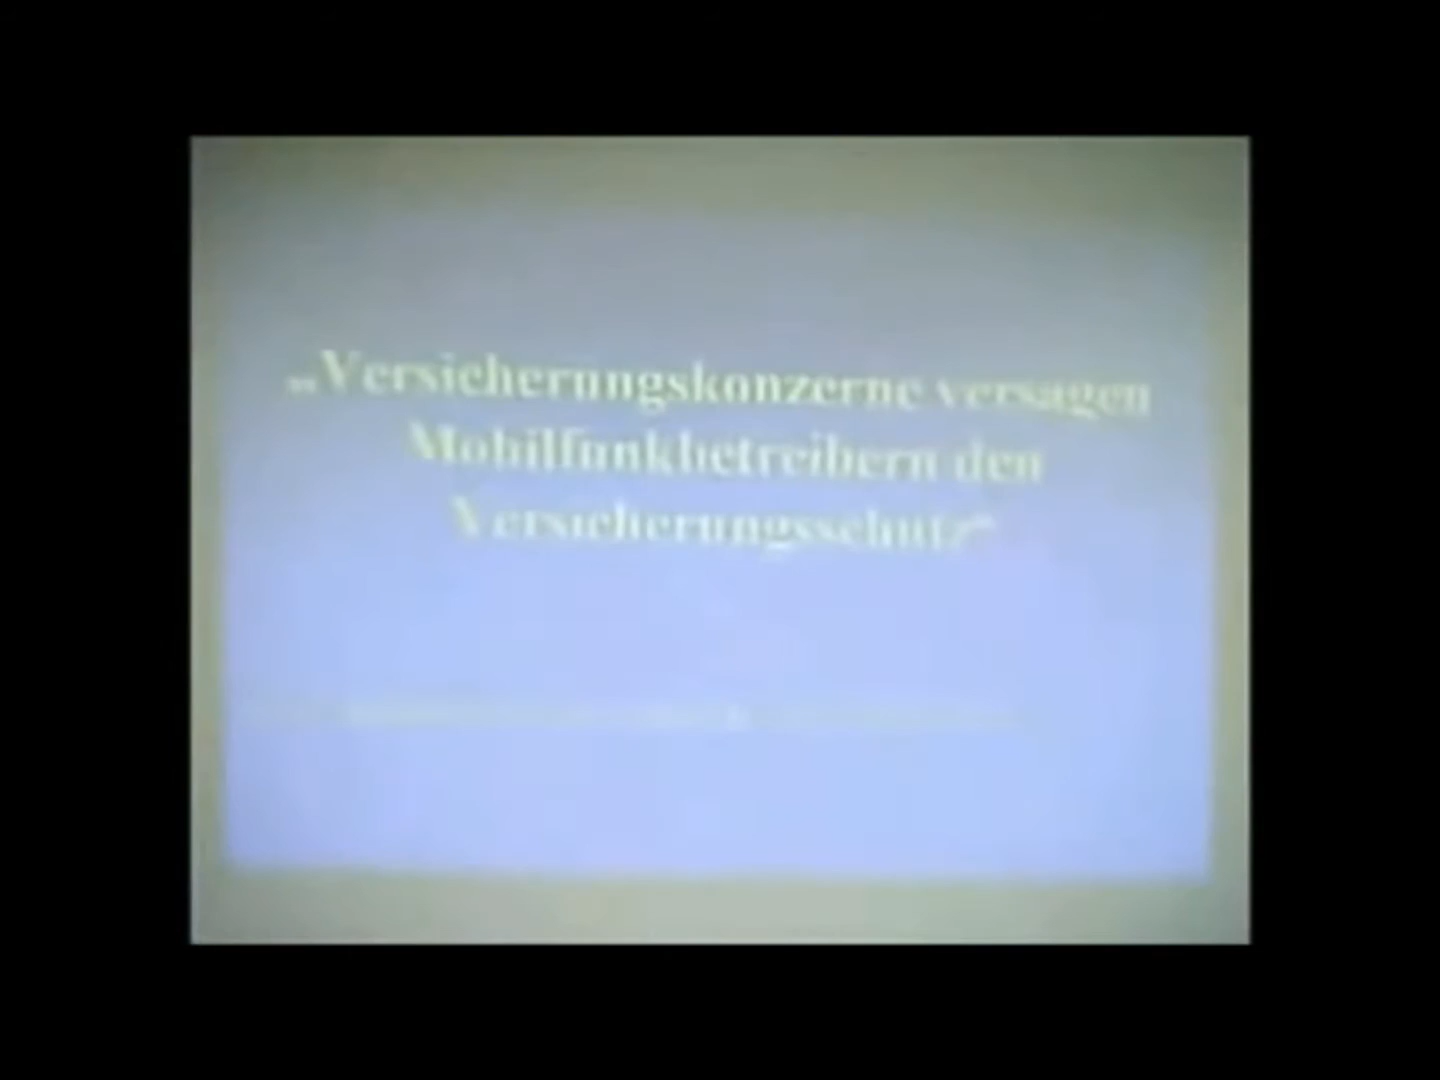 „Versicherungskonzerne versagen
Mobilfunkbetreibern den
Versicherungsschutz“